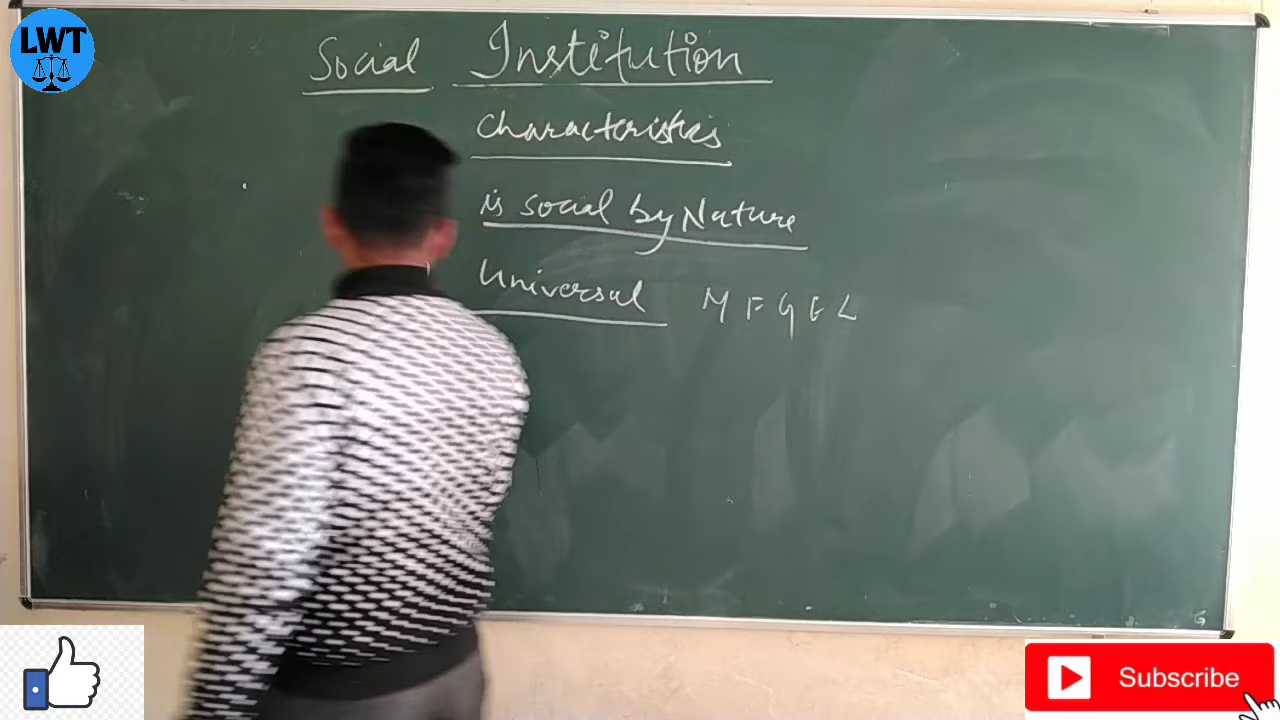 LWT
Social Institution
Characteristics
is social by Nature
Universal M F G E L
Subscribe